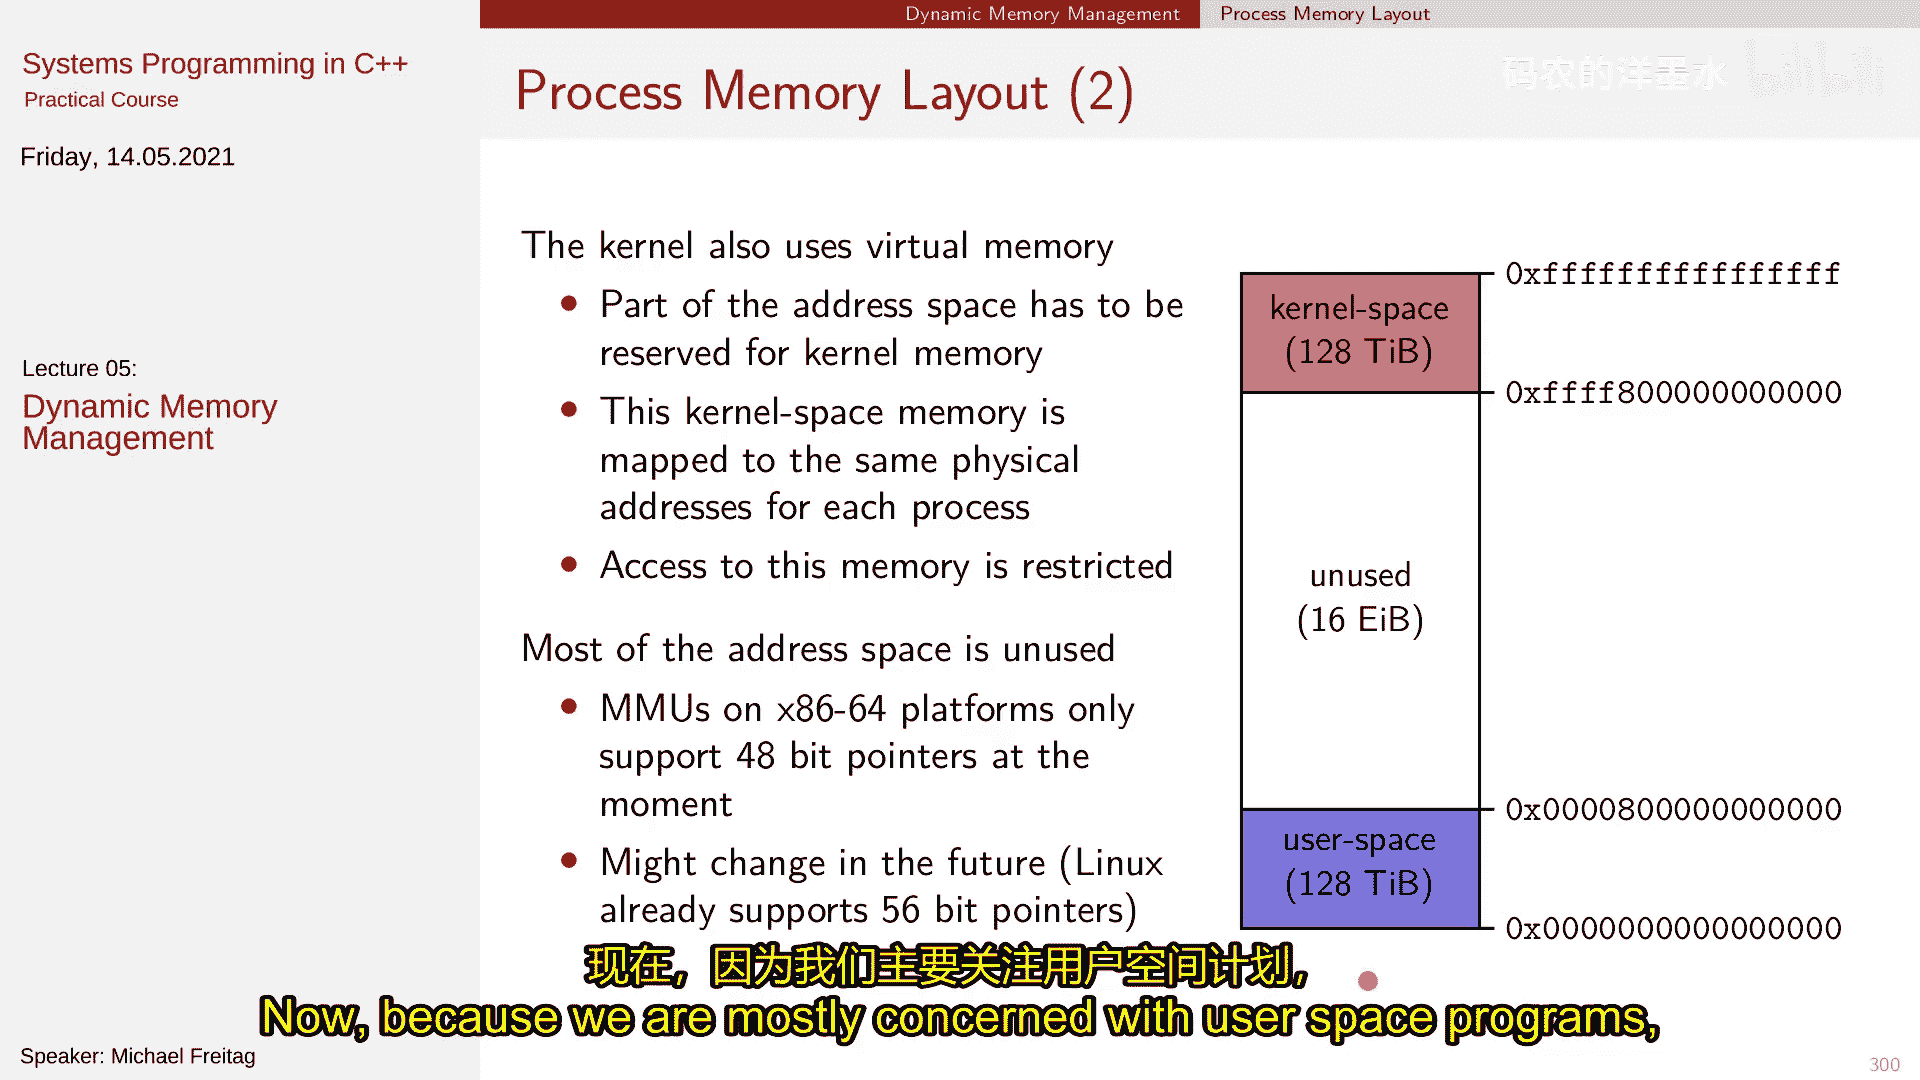 Dynamic Memory Management
Process Memory Layout
Systems Programming in C++
Practical Course
Friday, 14.05.2021
Lecture 05:
Dynamic Memory
Management
Speaker: Michael Freitag
码农的洋墨水
bilibili
Process Memory Layout (2)
The kernel also uses virtual memory
• Part of the address space has to be
reserved for kernel memory
• This kernel-space memory is
mapped to the same physical
addresses for each process
• Access to this memory is restricted
Most of the address space is unused
• MMUs on x86-64 platforms only
support 48 bit pointers at the
moment
• Might change in the future (Linux
already supports 56 bit pointers)
kernel-space
(128 TiB)
unused
(16 EiB)
user-space
(128 TiB)
0xffffffffffffffff
0xffff800000000000
0x0000800000000000
0x0000000000000000
现在，因为我们主要关注用户空间计划，
Now, because we are mostly concerned with user space programs,
300